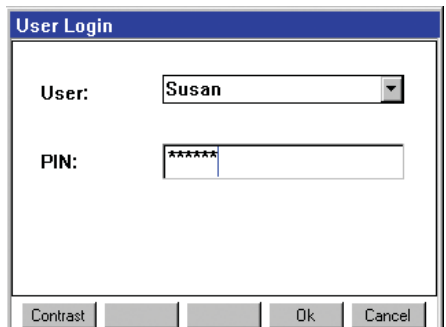 User Login
User: Susan
PIN: ******
Contrast Ok Cancel